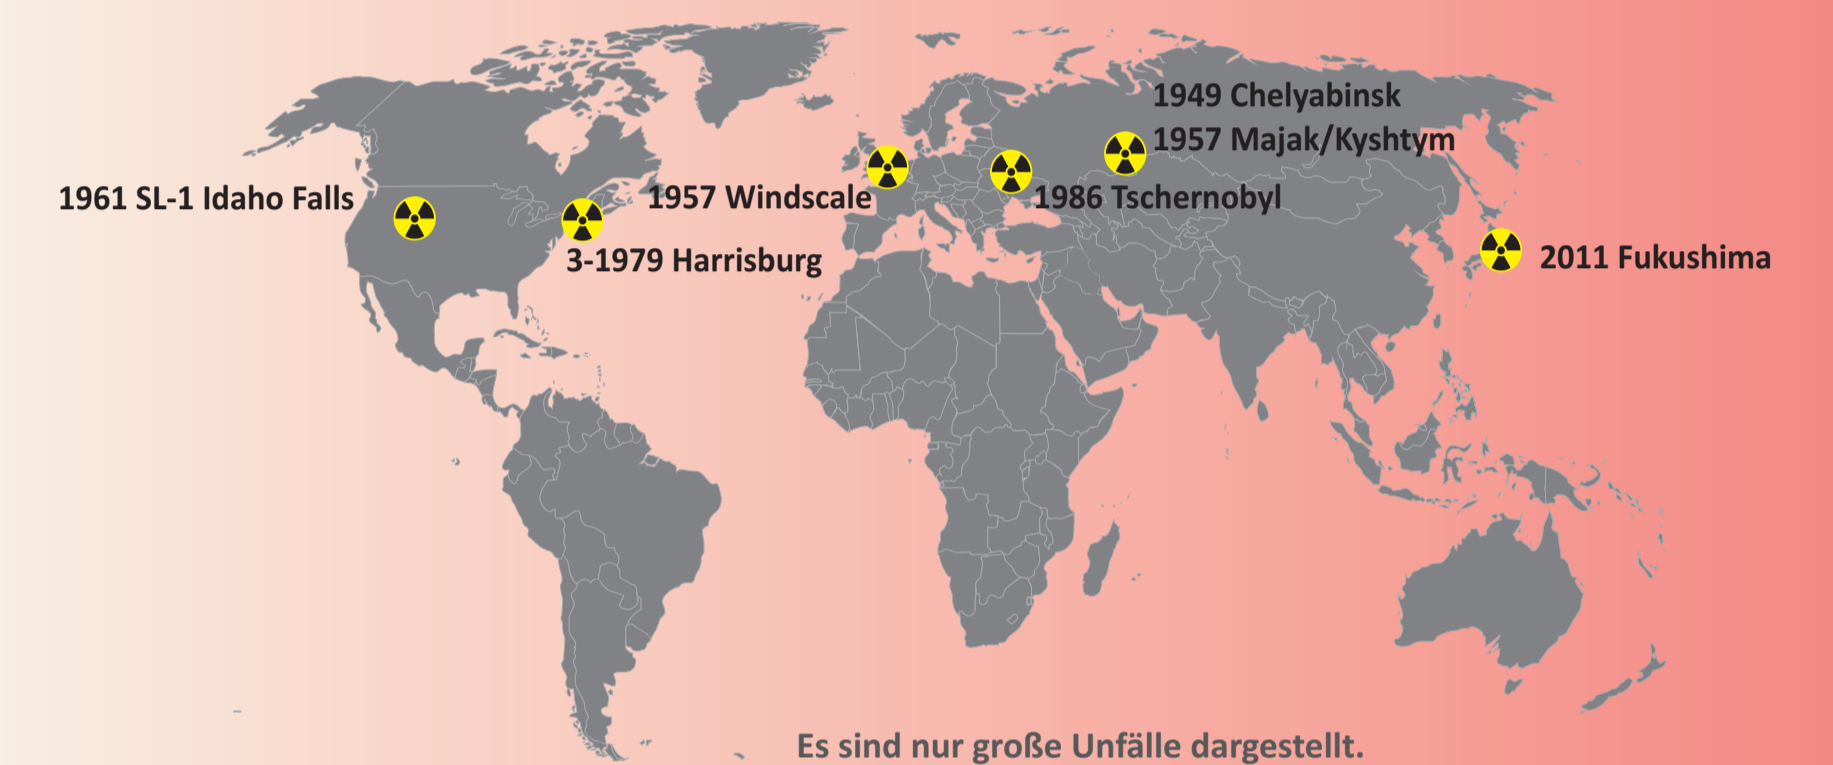 1949 Chelyabinsk
1957 Majak/Kyshtym
1961 SL-1 Idaho Falls
1957 Windscale
1986 Tschernobyl
3-1979 Harrisburg
2011 Fukushima
Es sind nur große Unfälle dargestellt.